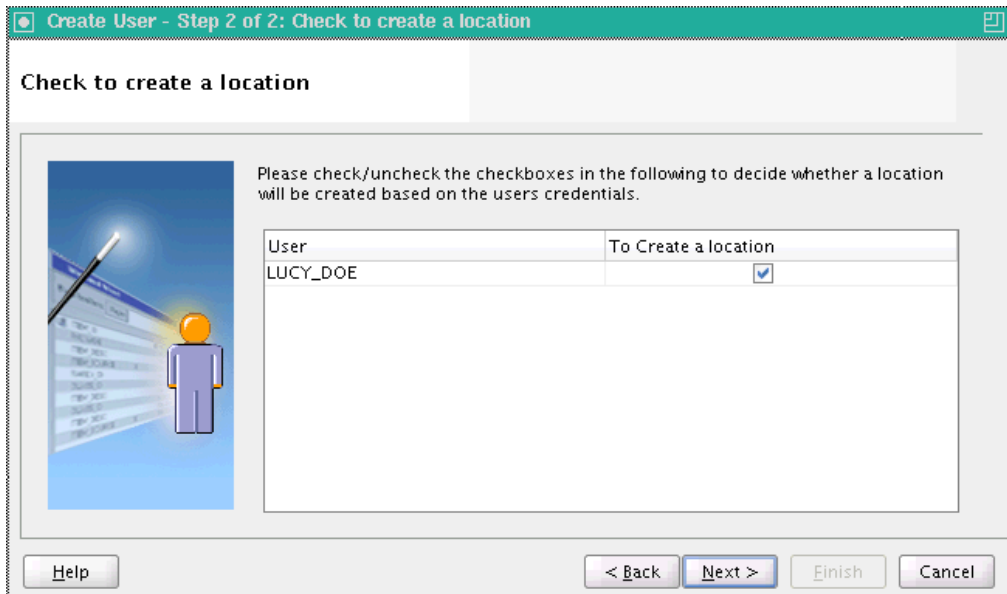 Create User - Step 2 of 2: Check to create a location
Check to create a location
Please check/uncheck the checkboxes in the following to decide whether a location
will be created based on the users credentials.
User To Create a location
LUCY_DOE
Help < Back Next > Finish Cancel